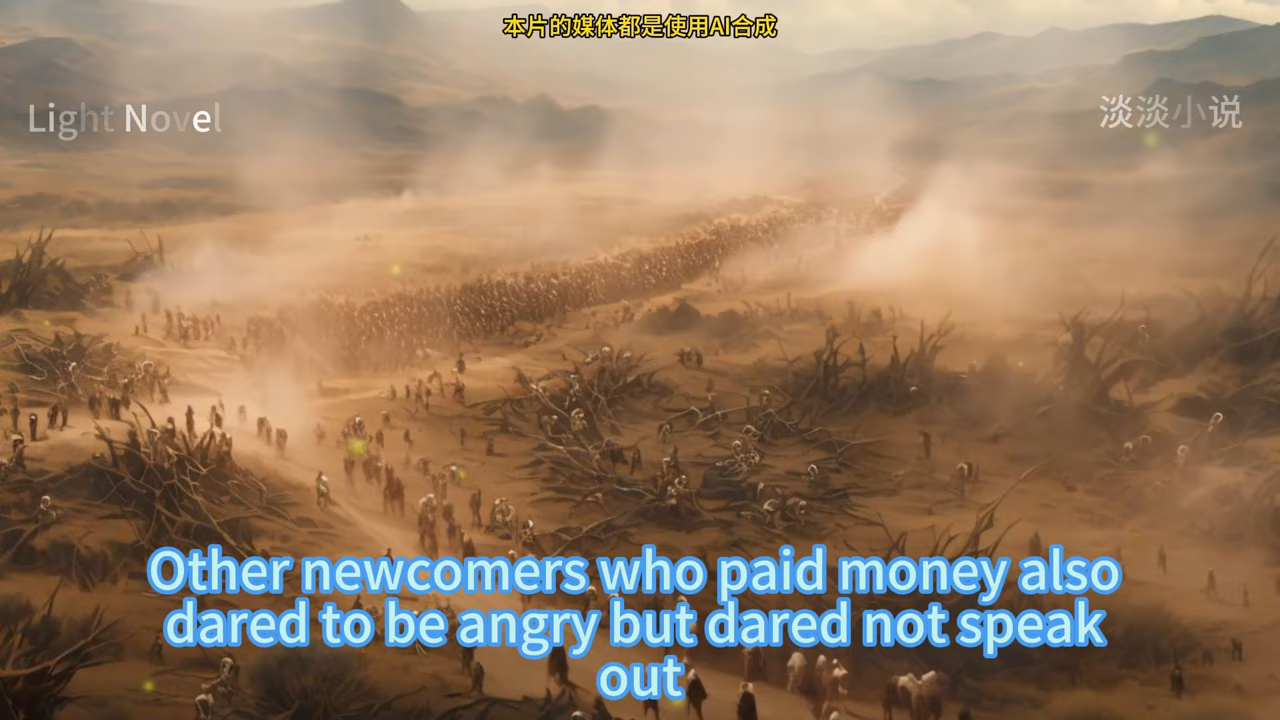 本片的媒体都是使用AI合成
Light Novel
淡淡小说
Other newcomers who paid money also
dared to be angry but dared not speak
out